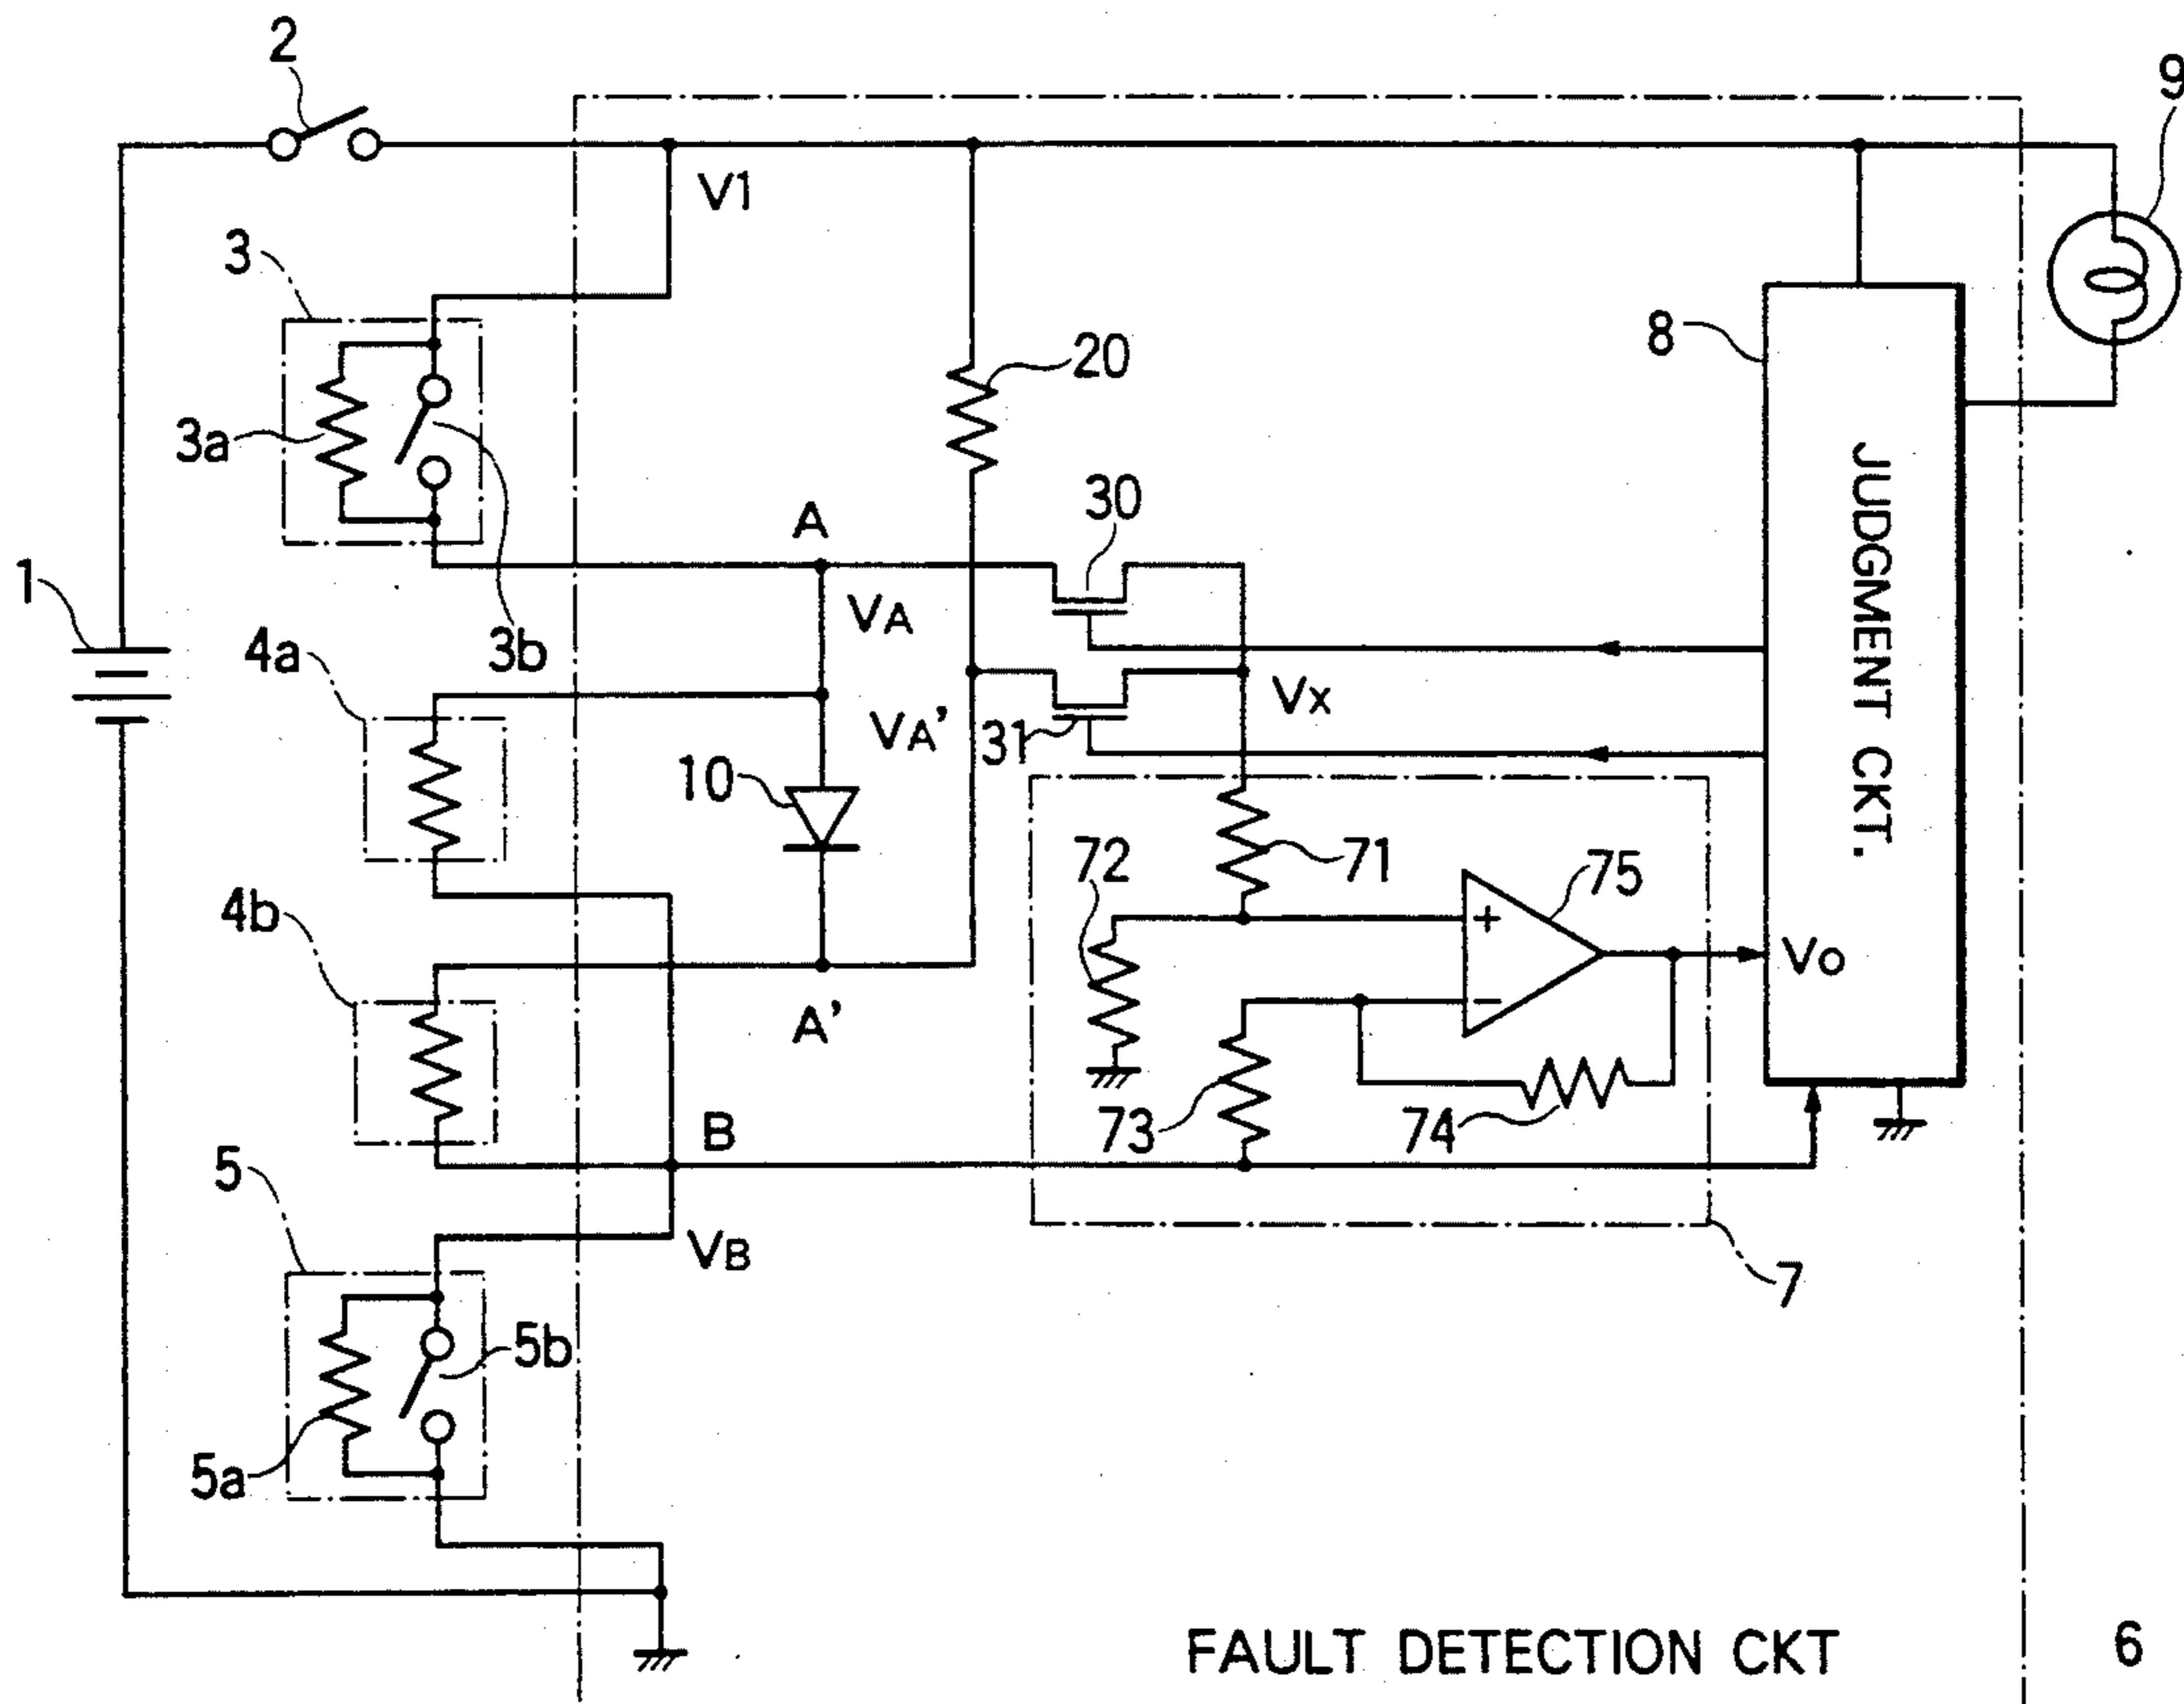 2
9
V1
3
8
20
3a
30
A
1
VA
3b
4a
JUDGMENT CKT.
VX
VA'
31
10
72
71
75
4b
VO
A'
73
74
B
5
VB
7
5b
5a
FAULT DETECTION CKT
6
+
−